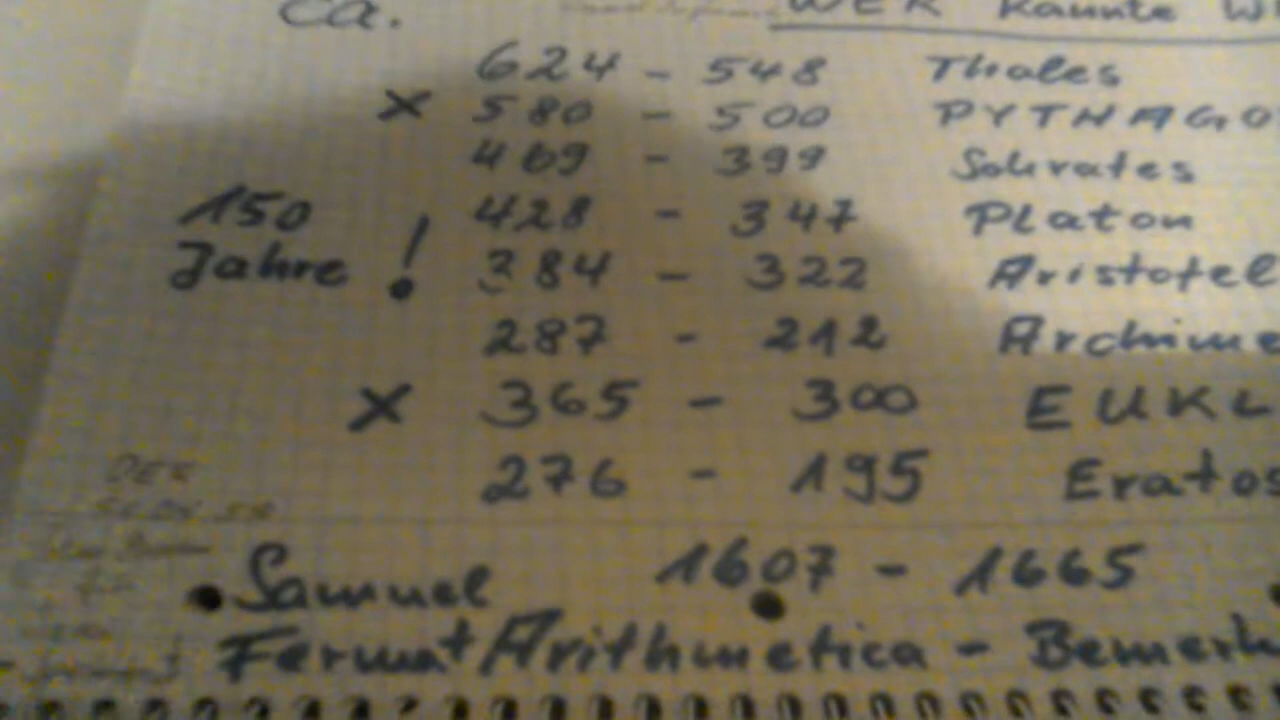 ca. WER kannte
624 - 548 Thales
× 580 - 500 PYTHAGO
469 - 399 Sokrates
150 428 - 347 Platon
Jahre ! 384 - 322 Aristotel
287 - 212 Archime
× 365 - 300 EUKL
276 - 195 Eratos
DER
• Samuel 1607 - 1665
Fermat Arithmetica - Bemerk